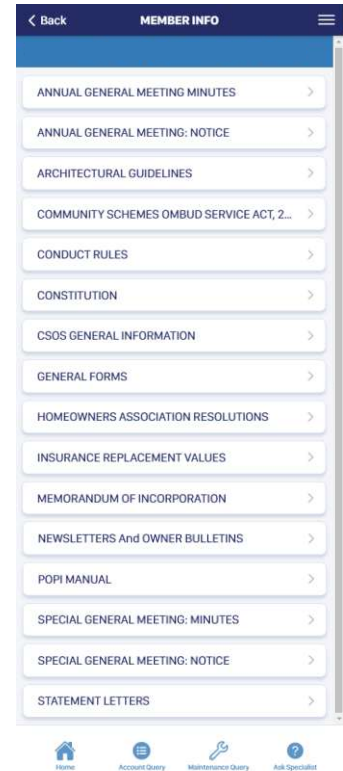 Back
MEMBER INFO
ANNUAL GENERAL MEETING MINUTES
ANNUAL GENERAL MEETING: NOTICE
ARCHITECTURAL GUIDELINES
COMMUNITY SCHEMES OMBUD SERVICE ACT, 2...
CONDUCT RULES
CONSTITUTION
CSOS GENERAL INFORMATION
GENERAL FORMS
HOMEOWNERS ASSOCIATION RESOLUTIONS
INSURANCE REPLACEMENT VALUES
MEMORANDUM OF INCORPORATION
NEWSLETTERS And OWNER BULLETINS
POPI MANUAL
SPECIAL GENERAL MEETING: MINUTES
SPECIAL GENERAL MEETING: NOTICE
STATEMENT LETTERS
Home
Account Query
Maintenance Query
Ask Specialist